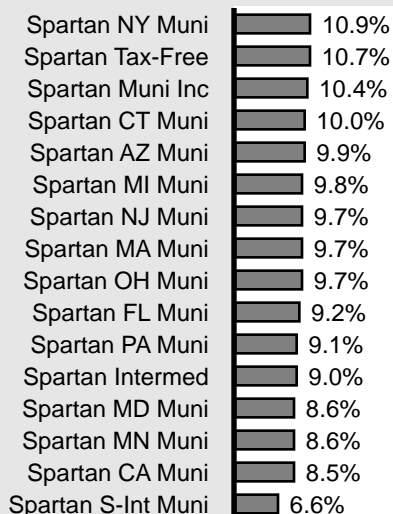 Spartan NY Muni 10.9%
Spartan Tax-Free 10.7%
Spartan Muni Inc 10.4%
Spartan CT Muni 10.0%
Spartan AZ Muni 9.9%
Spartan MI Muni 9.8%
Spartan NJ Muni 9.7%
Spartan MA Muni 9.7%
Spartan OH Muni 9.7%
Spartan FL Muni 9.2%
Spartan PA Muni 9.1%
Spartan Intermed 9.0%
Spartan MD Muni 8.6%
Spartan MN Muni 8.6%
Spartan CA Muni 8.5%
Spartan S-Int Muni 6.6%